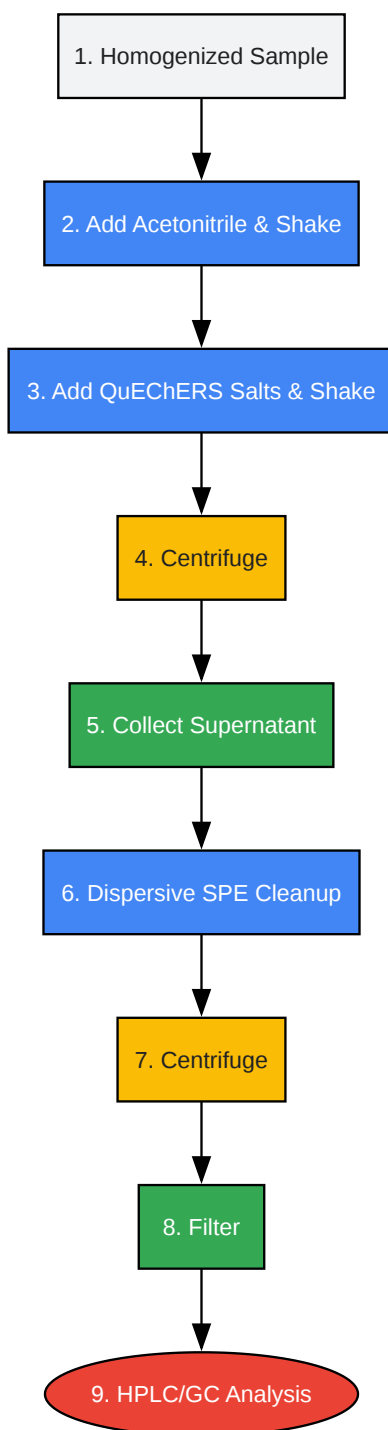 1. Homogenized Sample
2. Add Acetonitrile & Shake
3. Add QuEChERS Salts & Shake
4. Centrifuge
5. Collect Supernatant
6. Dispersive SPE Cleanup
7. Centrifuge
8. Filter
9. HPLC/GC Analysis